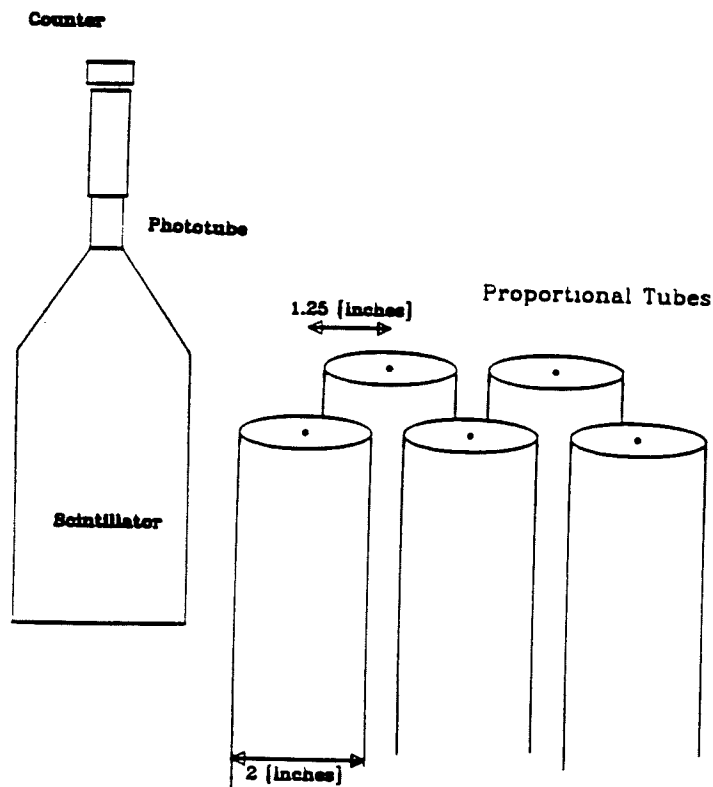 Counter
Phototube
Proportional Tubes
1.25 [inches]
Scintillator
2 [inches]